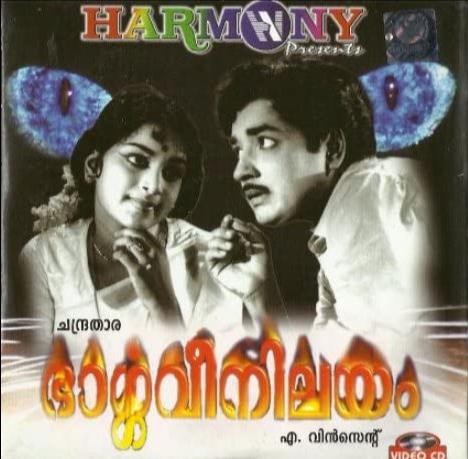 HARMONY
Presents
ചന്ദ്രതാര
ഭാർഗ്ഗവീനിലയം
എ. വിൻസെന്റ്
VIDEO CD